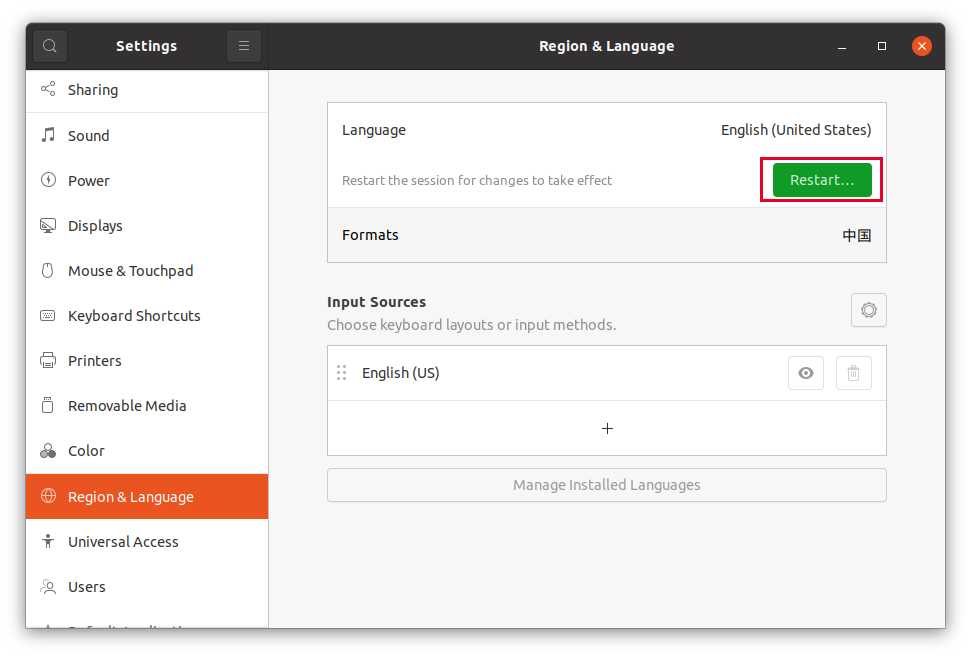 Settings
Region & Language
Sharing
Sound
Power
Displays
Mouse & Touchpad
Keyboard Shortcuts
Printers
Removable Media
Color
Region & Language
Universal Access
Users
Language
English (United States)
Restart the session for changes to take effect
Restart…
Formats
中国
Input Sources
Choose keyboard layouts or input methods.
English (US)
Manage Installed Languages